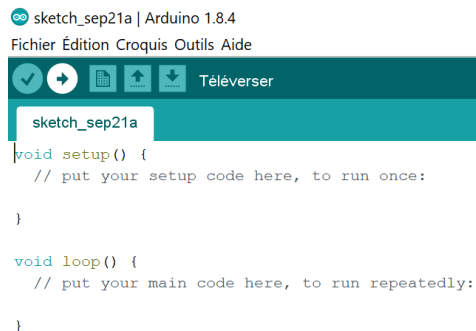 sketch_sep21a | Arduino 1.8.4
Fichier Édition Croquis Outils Aide
Téléverser
sketch_sep21a
void setup() {
  // put your setup code here, to run once:
}
void loop() {
  // put your main code here, to run repeatedly:
}